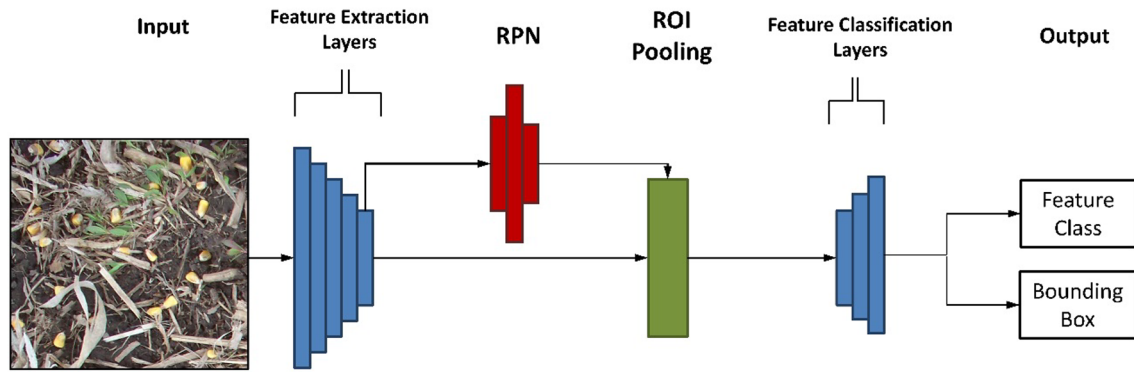 Input
Feature Extraction
Layers
RPN
ROI
Pooling
Feature Classification
Layers
Output
Feature
Class
Bounding
Box